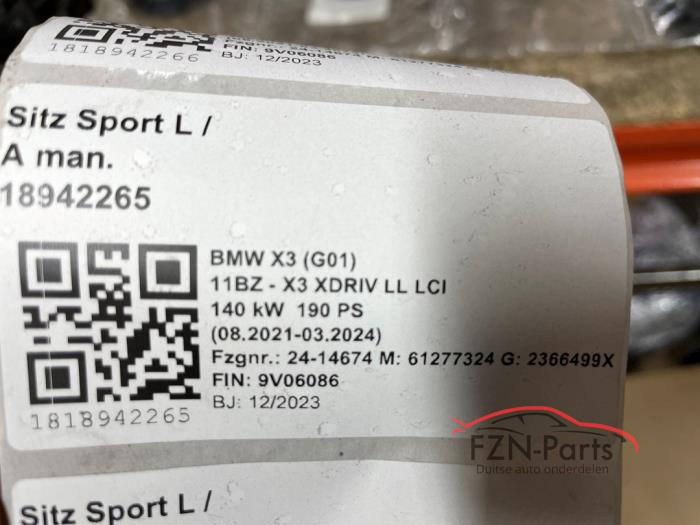 1818942266
FIN: 9V06086
BJ: 12/2023
Sitz Sport L /
A man.
18942265
BMW X3 (G01)
11BZ - X3 XDRIV LL LCI
140 kW 190 PS
(08.2021-03.2024)
Fzgnr.: 24-14674 M: 61277324 G: 2366499X
FIN: 9V06086
BJ: 12/2023
1818942265
FZN-Parts
Duitse auto onderdelen
Sitz Sport L /